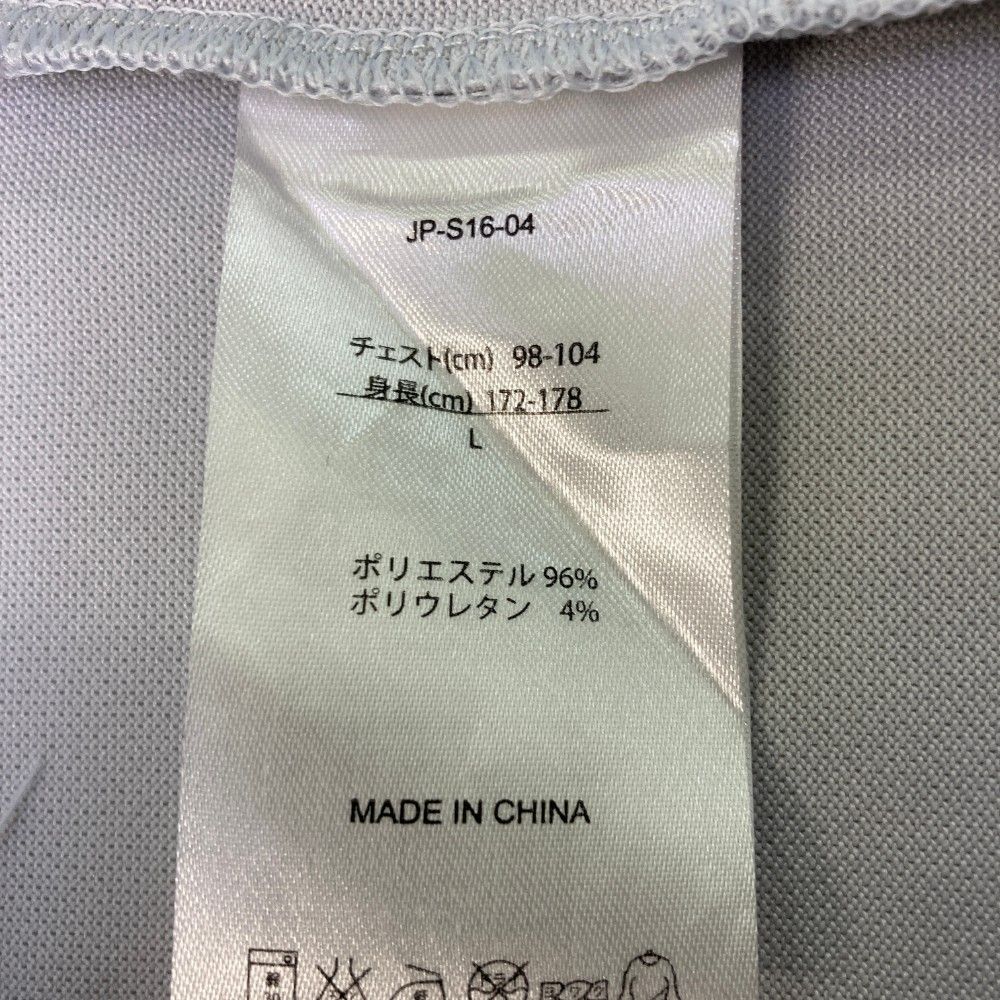 JP-S16-04
チェスト(cm) 98-104
身長(cm) 172-178
L
ポリエステル 96%
ポリウレタン 4%
MADE IN CHINA